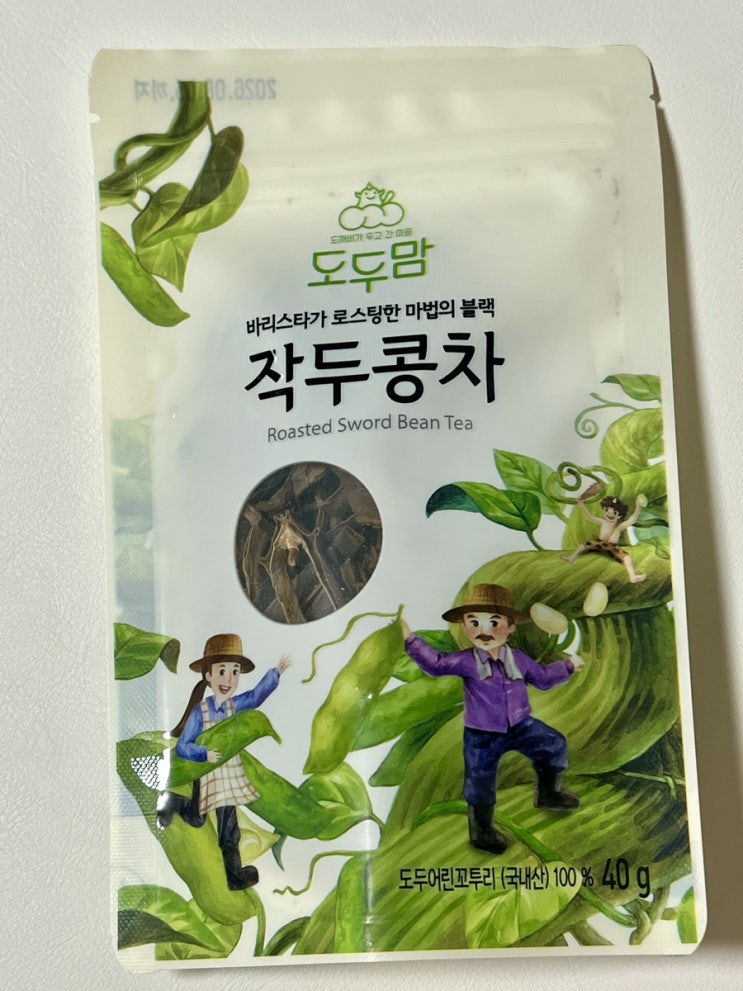 도깨비가 두고 간 마음
도두맘
바리스타가 로스팅한 마법의 블랙
작두콩차
Roasted Sword Bean Tea
도두어린꼬투리 (국내산) 100 % 40 g